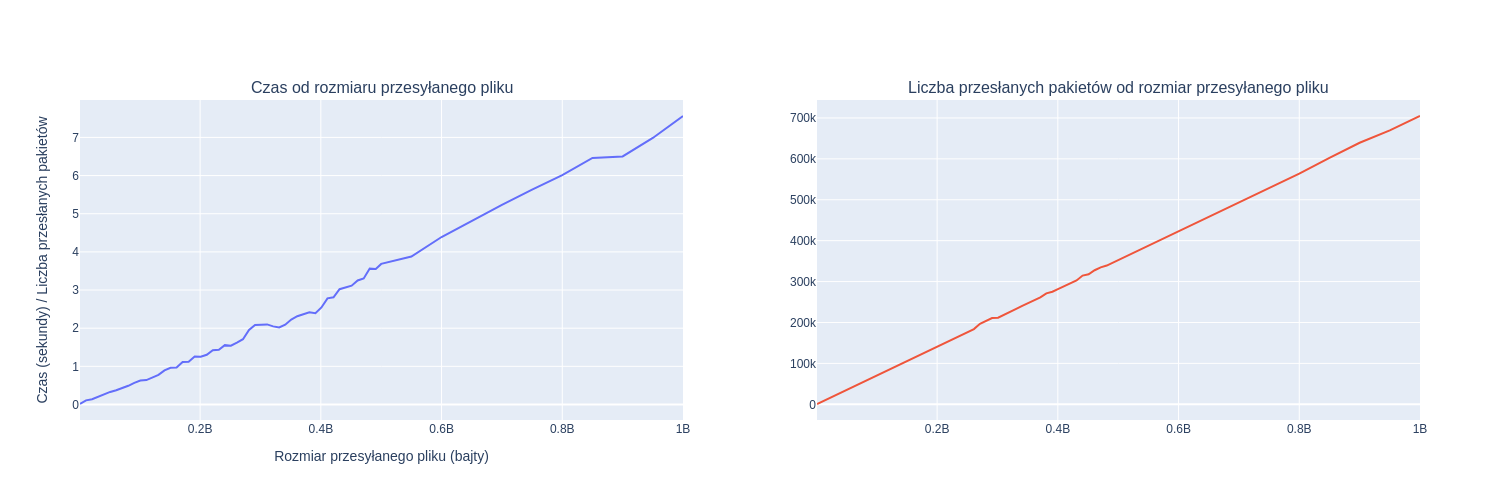 Czas od rozmiaru przesyłanego pliku
Czas (sekundy) / Liczba przesłanych pakietów
7
6
5
4
3
2
1
0
0.2B
0.4B
0.6B
0.8B
1B
Rozmiar przesyłanego pliku (bajty)
Liczba przesłanych pakietów od rozmiar przesyłanego pliku
700k
600k
500k
400k
300k
200k
100k
0
0.2B
0.4B
0.6B
0.8B
1B